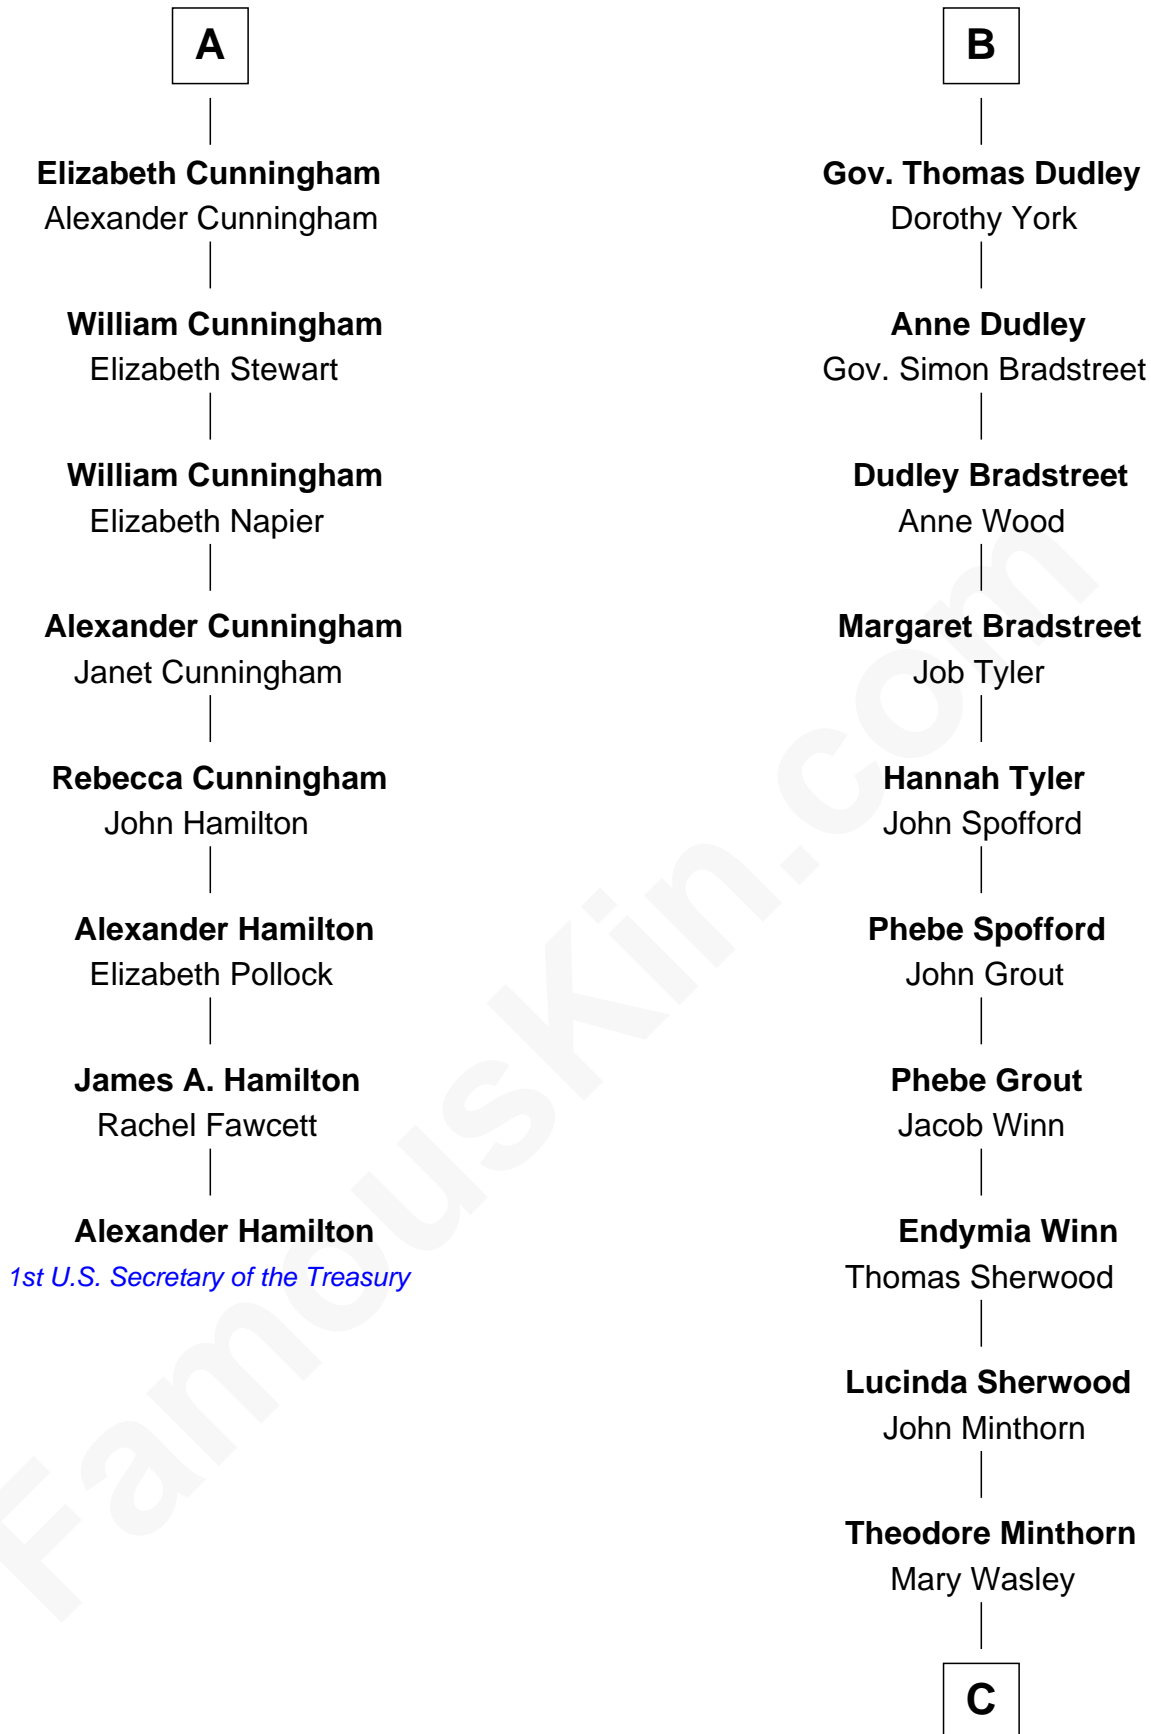 A
Elizabeth Cunningham
Alexander Cunningham
William Cunningham
Elizabeth Stewart
William Cunningham
Elizabeth Napier
Alexander Cunningham
Janet Cunningham
Rebecca Cunningham
John Hamilton
Alexander Hamilton
Elizabeth Pollock
James A. Hamilton
Rachel Fawcett
Alexander Hamilton
1st U.S. Secretary of the Treasury
B
Gov. Thomas Dudley
Dorothy York
Anne Dudley
Gov. Simon Bradstreet
Dudley Bradstreet
Anne Wood
Margaret Bradstreet
Job Tyler
Hannah Tyler
John Spofford
Phebe Spofford
John Grout
Phebe Grout
Jacob Winn
Endymia Winn
Thomas Sherwood
Lucinda Sherwood
John Minthorn
Theodore Minthorn
Mary Wasley
C
FamousKin.com